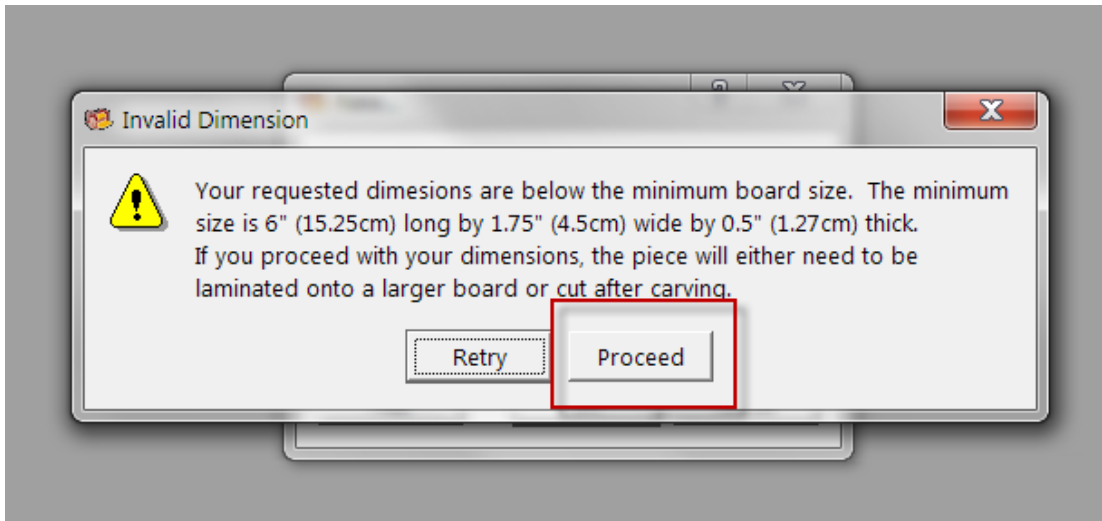 Invalid Dimension
Your requested dimesions are below the minimum board size.  The minimum
size is 6" (15.25cm) long by 1.75" (4.5cm) wide by 0.5" (1.27cm) thick.
If you proceed with your dimensions, the piece will either need to be
laminated onto a larger board or cut after carving.
Retry Proceed